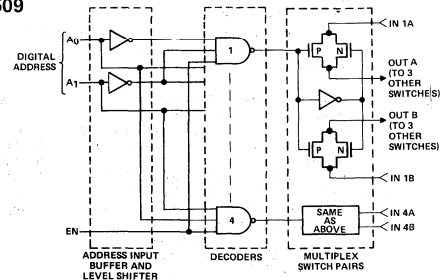 509
A0
DIGITAL
ADDRESS
A1
EN
1
4
P N
P N
IN 1A
OUT A
(TO 3
OTHER
SWITCHES)
OUT B
(TO 3
OTHER
SWITCHES)
IN 1B
SAME
AS
ABOVE
IN 4A
IN 4B
ADDRESS INPUT
BUFFER AND
LEVEL SHIFTER
DECODERS
MULTIPLEX
SWITCH PAIRS